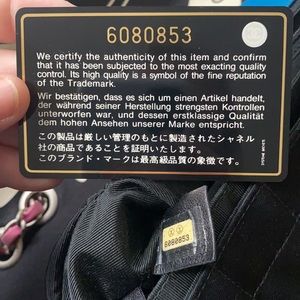 6080853
We certify the authenticity of this item and confirm
that it has been subjected to the most exacting quality
control. Its high quality is a symbol of the fine reputation
of the Trademark.
Wir bestätigen, dass es sich um einen Artikel handelt,
der während seiner Herstellung strengsten Kontrollen
unterworfen war, und dessen erstklassige Qualität
dem hohen Ansehen unserer Marke entspricht.
この製品は厳しい管理のもとに製造されたシャネル
社の商品であることを証明いたします。
このブランド・マークは最高級品質の象徴です。
6080853